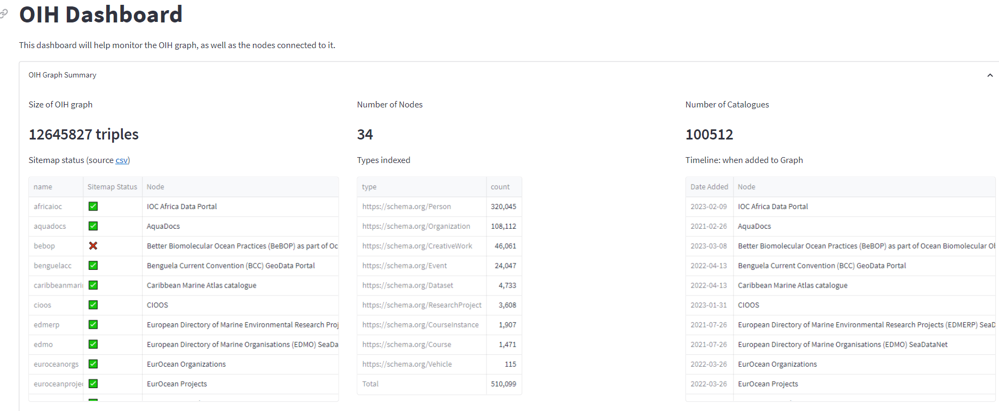 OIH Dashboard
This dashboard will help monitor the OIH graph, as well as the nodes connected to it.
OIH Graph Summary
Size of OIH graph
12645827 triples
Sitemap status (source csv)
name Sitemap Status Node
africaioc IOC Africa Data Portal
aquadocs AquaDocs
bebop Better Biomolecular Ocean Practices (BeBOP) as part of Oc
benguelacc Benguela Current Convention (BCC) GeoData Portal
caribbeanmari Caribbean Marine Atlas catalogue
cioos CIOOS
edmerp European Directory of Marine Environmental Research Proj
edmo European Directory of Marine Organisations (EDMO) SeaDa
euroceanorgs EurOcean Organizations
euroceanprojec EurOcean Projects
Number of Nodes
34
Types indexed
type count
https://schema.org/Person 320,045
https://schema.org/Organization 108,112
https://schema.org/CreativeWork 46,061
https://schema.org/Event 24,047
https://schema.org/Dataset 4,733
https://schema.org/ResearchProject 3,608
https://schema.org/CourseInstance 1,907
https://schema.org/Course 1,471
https://schema.org/Vehicle 115
Total 510,099
Number of Catalogues
100512
Timeline: when added to Graph
Date Added Node
2023-02-09 IOC Africa Data Portal
2021-02-26 AquaDocs
2023-03-08 Better Biomolecular Ocean Practices (BeBOP) as part of Ocean Biomolecular Ob
2022-04-13 Benguela Current Convention (BCC) GeoData Portal
2022-04-13 Caribbean Marine Atlas catalogue
2023-01-31 CIOOS
2021-07-26 European Directory of Marine Environmental Research Projects (EDMERP) SeaD
2021-07-26 European Directory of Marine Organisations (EDMO) SeaDataNet
2022-03-26 EurOcean Organizations
2022-03-26 EurOcean Projects